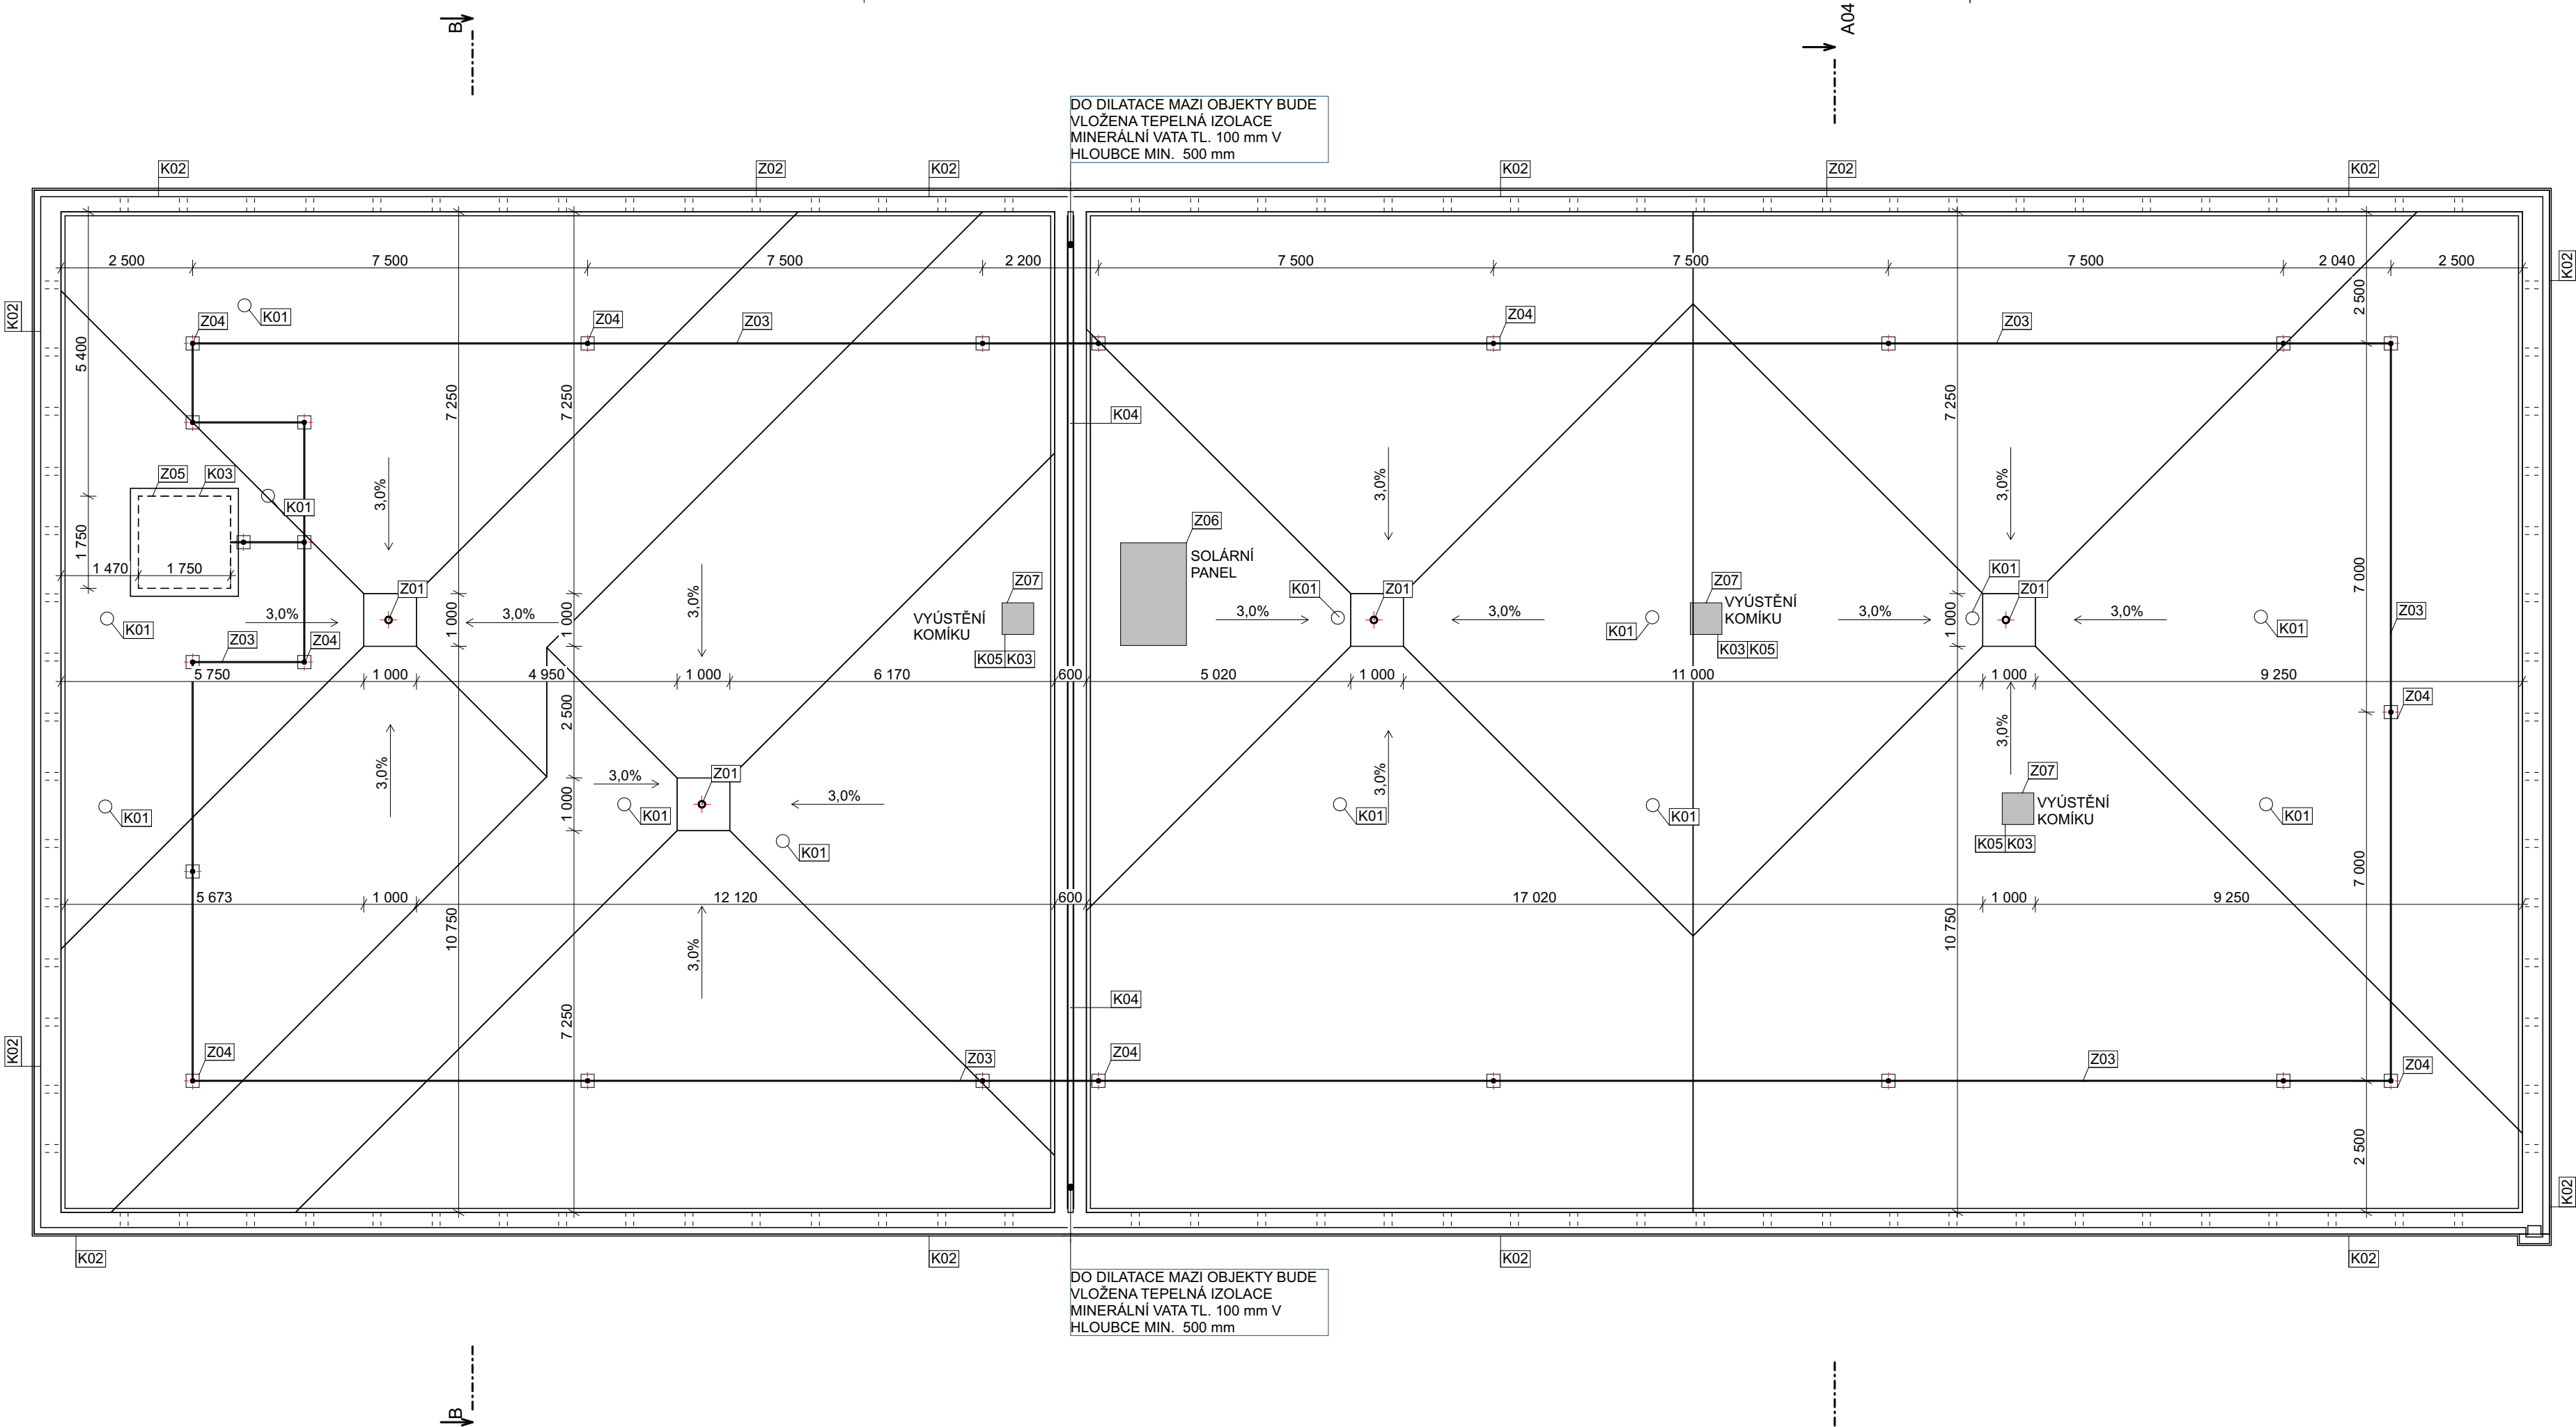 B
A04
DO DILATACE MAZI OBJEKTY BUDE
VLOŽENA TEPELNÁ IZOLACE
MINERÁLNÍ VATA TL. 100 mm V
HLOUBCE MIN. 500 mm
K02
Z02
K02
K02
Z02
K02
2 500
7 500
7 500
2 200
7 500
7 500
7 500
2 040
2 500
K02
K02
K01
Z04
Z04
Z03
Z04
Z03
2 500
5 400
7 250
7 250
7 250
K04
Z05
K03
K01
3,0%
3,0%
3,0%
Z06
SOLÁRNÍ
PANEL
1 750
1 470
1 750
Z01
3,0%
Z07
VYÚSTĚNÍ
KOMÍKU
K05
K03
K01
Z01
Z07
VYÚSTĚNÍ
KOMÍKU
K03
K05
K01
Z01
7 000
3,0%
1 000
3,0%
1 000
3,0%
3,0%
K01
3,0%
1 000
3,0%
K01
Z03
K01
Z03
Z04
5 750
1 000
4 950
1 000
6 170
600
5 020
1 000
11 000
1 000
9 250
Z04
2 500
3,0%
3,0%
3,0%
3,0%
Z01
3,0%
Z07
VYÚSTĚNÍ
KOMÍKU
K05
K03
K01
K01
1 000
K01
K01
K01
K01
7 000
5 673
1 000
12 120
600
17 020
1 000
9 250
10 750
3,0%
10 750
7 250
K04
Z04
Z03
Z04
Z03
Z04
2 500
K02
K02
K02
K02
K02
K02
DO DILATACE MAZI OBJEKTY BUDE
VLOŽENA TEPELNÁ IZOLACE
MINERÁLNÍ VATA TL. 100 mm V
HLOUBCE MIN. 500 mm
B